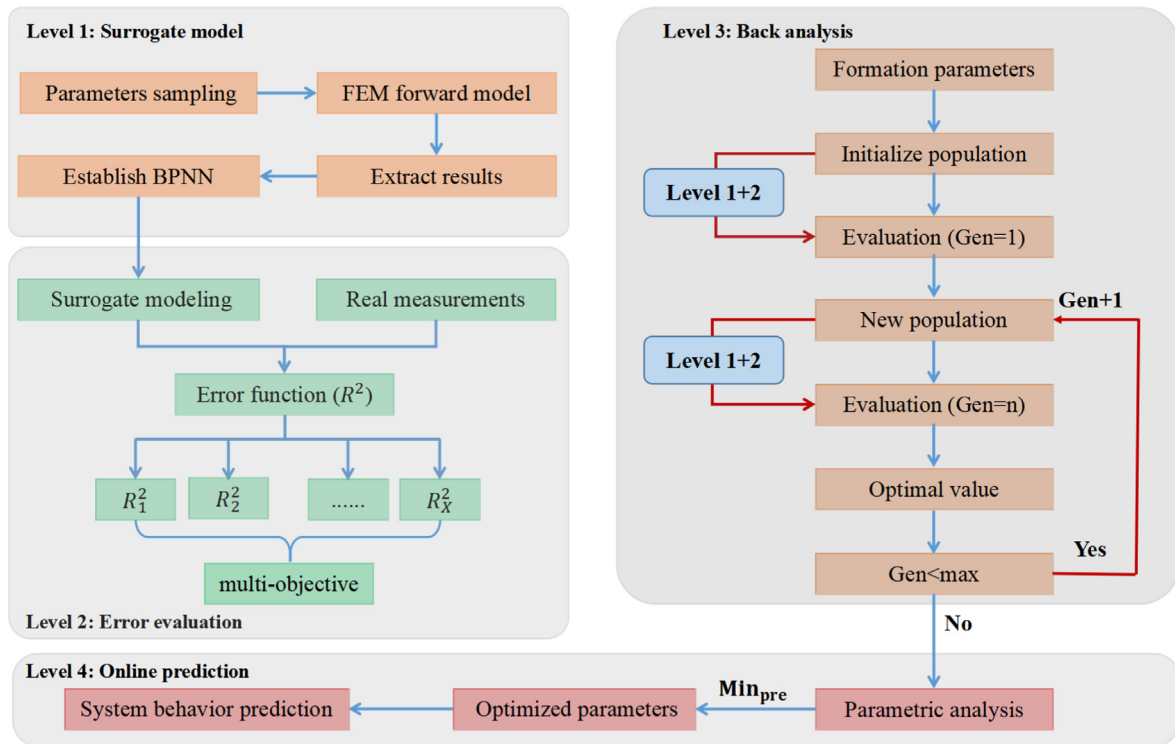 Level 1: Surrogate model
Parameters sampling
FEM forward model
Establish BPNN
Extract results
Surrogate modeling
Real measurements
Error function (𝑅²)
𝑅₁²
𝑅₂²
......
𝑅_X²
multi-objective
Level 2: Error evaluation
Level 3: Back analysis
Formation parameters
Initialize population
Level 1+2
Evaluation (Gen=1)
Gen+1
New population
Level 1+2
Evaluation (Gen=n)
Optimal value
Yes
Gen<max
No
Level 4: Online prediction
System behavior prediction
Optimized parameters
Min_pre
Parametric analysis